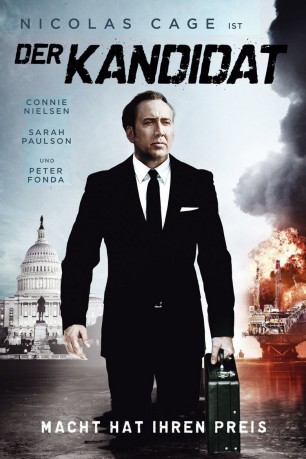 NICOLAS CAGE IST
DER KANDIDAT
CONNIE
NIELSEN
SARAH
PAULSON
UND
PETER
FONDA
MACHT HAT IHREN PREIS